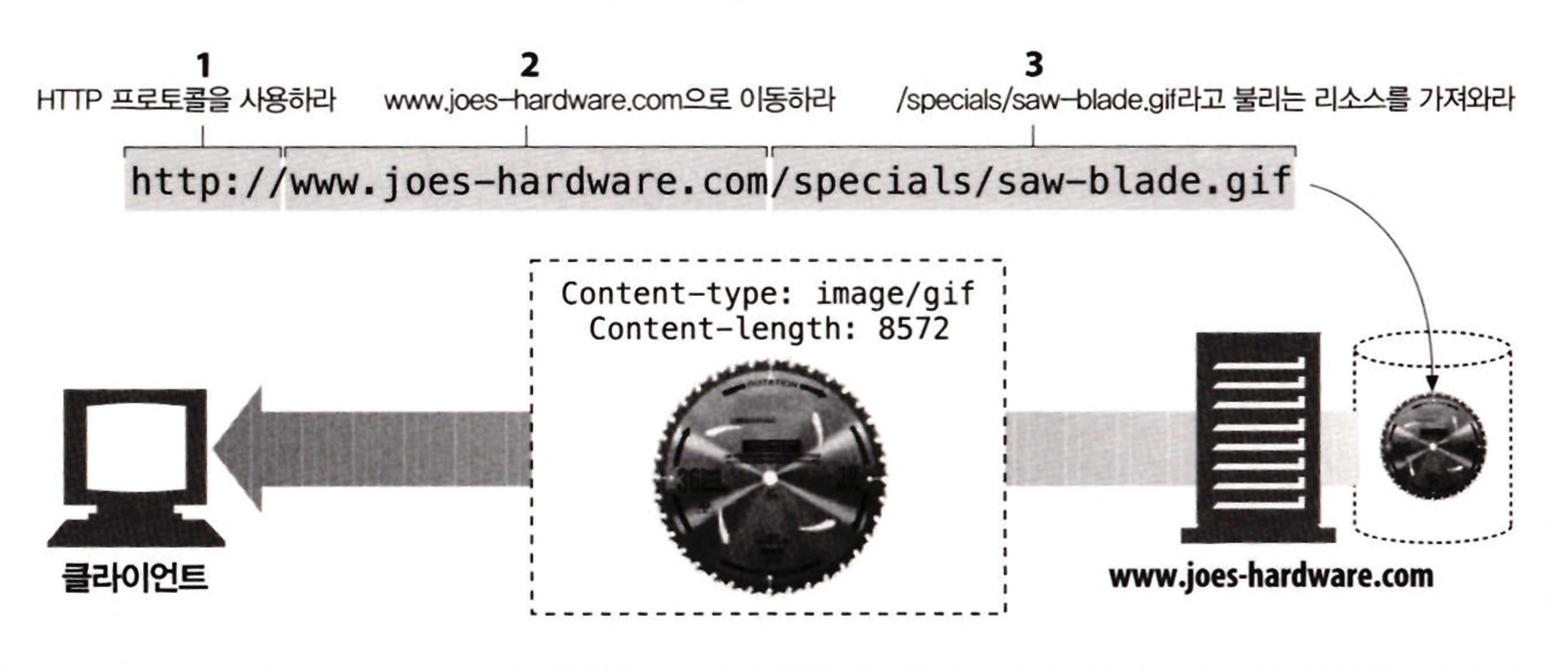 1
HTTP 프로토콜을 사용하라
2
www.joes-hardware.com으로 이동하라
3
/specials/saw-blade.gif라고 불리는 리소스를 가져와라
http://www.joes-hardware.com/specials/saw-blade.gif
Content-type: image/gif
Content-length: 8572
ROTATION
클라이언트
www.joes-hardware.com